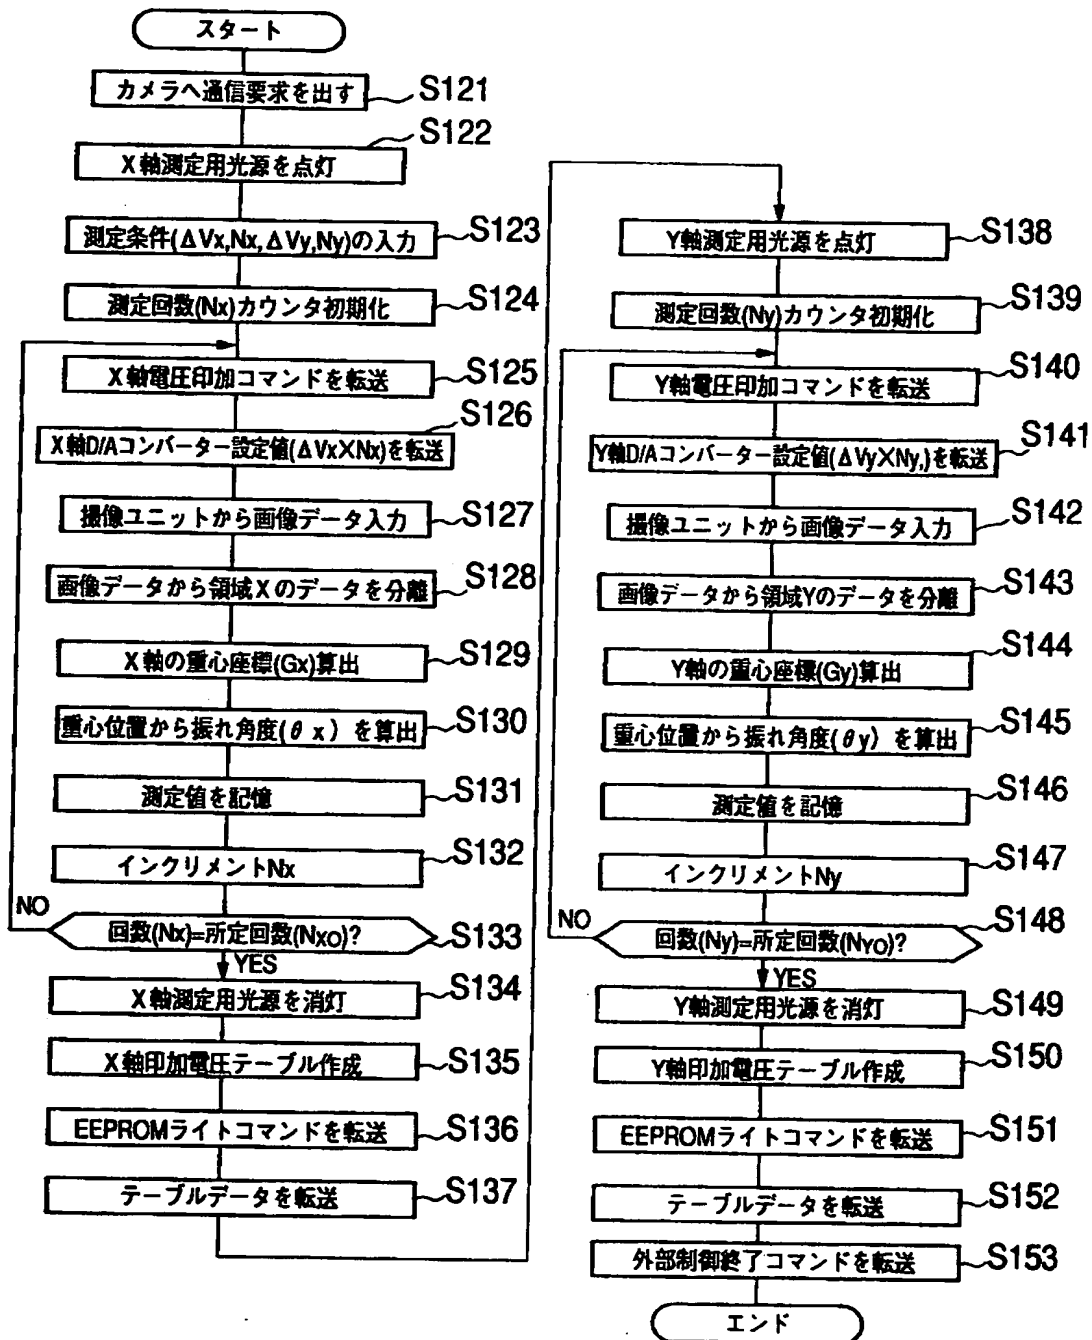 スタート
カメラへ通信要求を出す S121
S122
X軸測定用光源を点灯
測定条件(ΔVx,Nx,ΔVy,Ny)の入力 S123
測定回数(Nx)カウンタ初期化 S124
X軸電圧印加コマンドを転送 S125
S126
X軸D/Aコンバーター設定値(ΔVx×Nx)を転送
撮像ユニットから画像データ入力 S127
画像データから領域Xのデータを分離 S128
X軸の重心座標(Gx)算出 S129
重心位置から振れ角度(θx)を算出 S130
測定値を記憶 S131
インクリメントNx S132
NO
回数(Nx)=所定回数(NXO)? S133
YES
X軸測定用光源を消灯 S134
X軸印加電圧テーブル作成 S135
EEPROMライトコマンドを転送 S136
テーブルデータを転送 S137
Y軸測定用光源を点灯 S138
測定回数(Ny)カウンタ初期化 S139
Y軸電圧印加コマンドを転送 S140
S141
Y軸D/Aコンバーター設定値(ΔVy×Ny,)を転送
撮像ユニットから画像データ入力 S142
画像データから領域Yのデータを分離 S143
S144
Y軸の重心座標(Gy)算出
重心位置から振れ角度(θy)を算出 S145
測定値を記憶 S146
インクリメントNy S147
NO
回数(Ny)=所定回数(NYO)? S148
YES
Y軸測定用光源を消灯 S149
Y軸印加電圧テーブル作成 S150
EEPROMライトコマンドを転送 S151
テーブルデータを転送 S152
外部制御終了コマンドを転送 S153
エンド